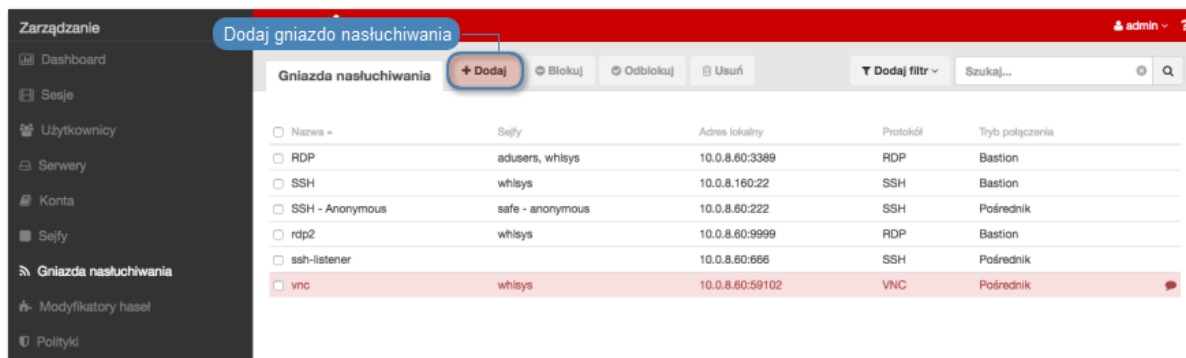 Zarządzanie
Dodaj gniazdo nasłuchiwania
admin
?
Dashboard
Sesje
Użytkownicy
Serwery
Konta
Sejfy
Gniazda nasłuchiwania
Modyfikatory haseł
Polityki
Gniazda nasłuchiwania
+ Dodaj
Blokuj
Odblokuj
Usuń
Dodaj filtr
Szukaj...
Nazwa Sejfy Adres lokalny Protokół Tryb połączenia
RDP adusers, whlsys 10.0.8.60:3389 RDP Bastion
SSH whlsys 10.0.8.160:22 SSH Bastion
SSH - Anonymous safe - anonymous 10.0.8.60:222 SSH Pośrednik
rdp2 whlsys 10.0.8.60:9999 RDP Bastion
ssh-listener 10.0.8.60:666 SSH Pośrednik
vnc whlsys 10.0.8.60:59102 VNC Pośrednik